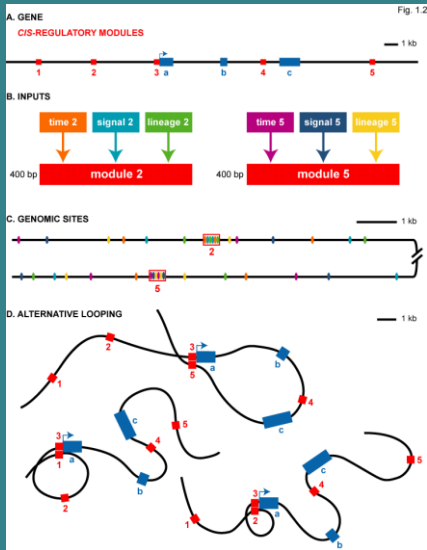 Fig. 1.2
A. GENE
CIS-REGULATORY MODULES
1 kb
1 2 3 a b 4 c 5
B. INPUTS
time 2 signal 2 lineage 2 time 5 signal 5 lineage 5
400 bp module 2 400 bp module 5
C. GENOMIC SITES
1 kb
2
5
D. ALTERNATIVE LOOPING
1 kb
2 3 a b
5
1 4
c
c 5
3 4 c 5
1 a
b 4
2
3 a
1 2 b